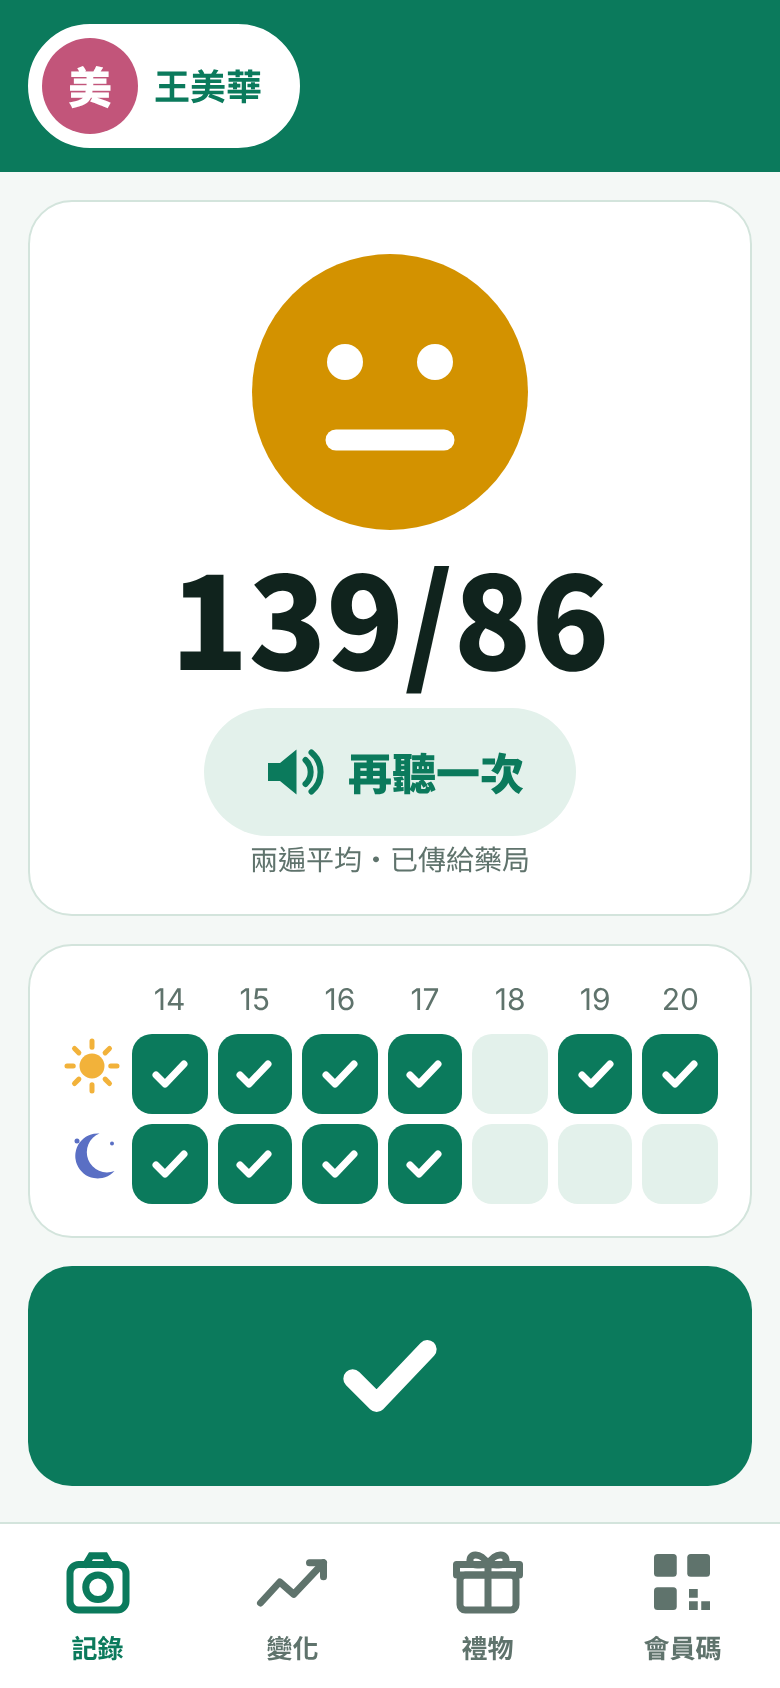 美 王美華
139/86
再聽一次
兩遍平均・已傳給藥局
14 15 16 17 18 19 20
記錄 變化 禮物 會員碼